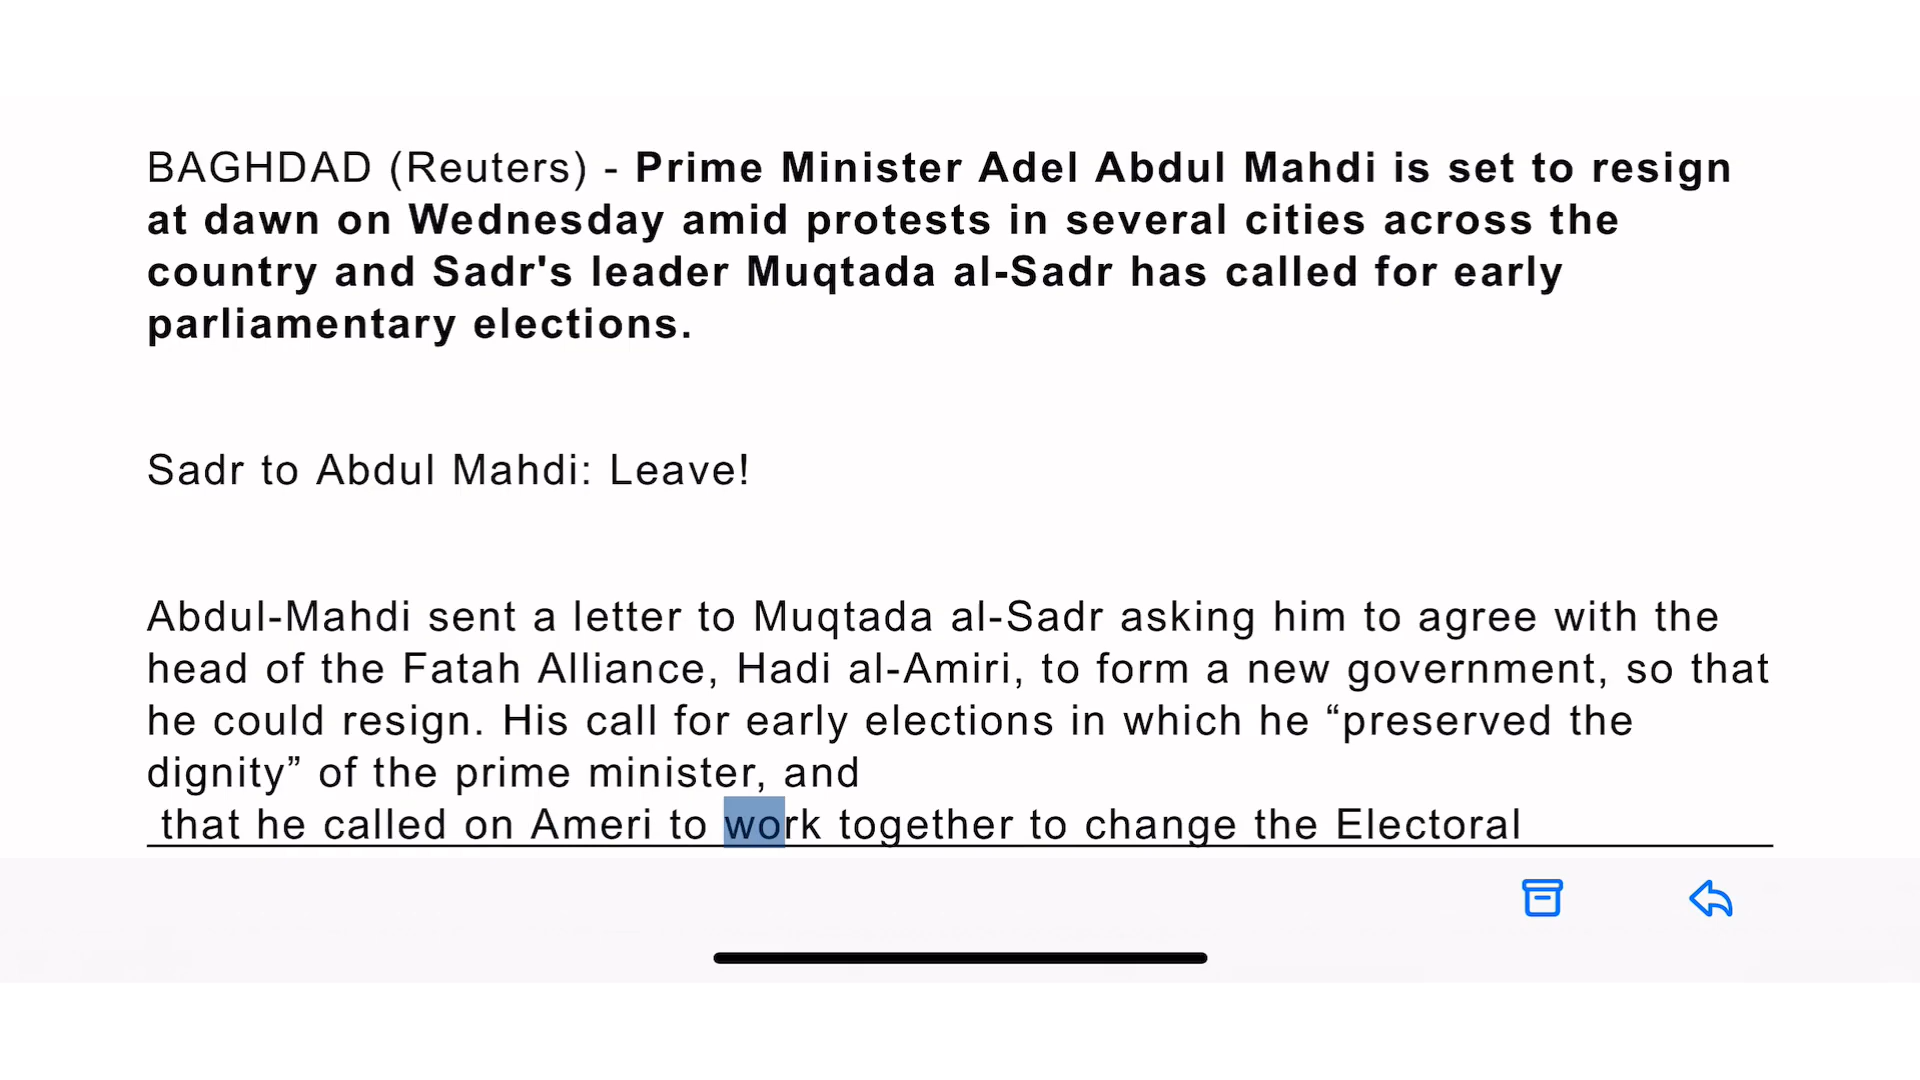 BAGHDAD (Reuters) - Prime Minister Adel Abdul Mahdi is set to resign
at dawn on Wednesday amid protests in several cities across the
country and Sadr's leader Muqtada al-Sadr has called for early
parliamentary elections.
Sadr to Abdul Mahdi: Leave!
Abdul-Mahdi sent a letter to Muqtada al-Sadr asking him to agree with the
head of the Fatah Alliance, Hadi al-Amiri, to form a new government, so that
he could resign. His call for early elections in which he “preserved the
dignity” of the prime minister, and
that he called on Ameri to work together to change the Electoral